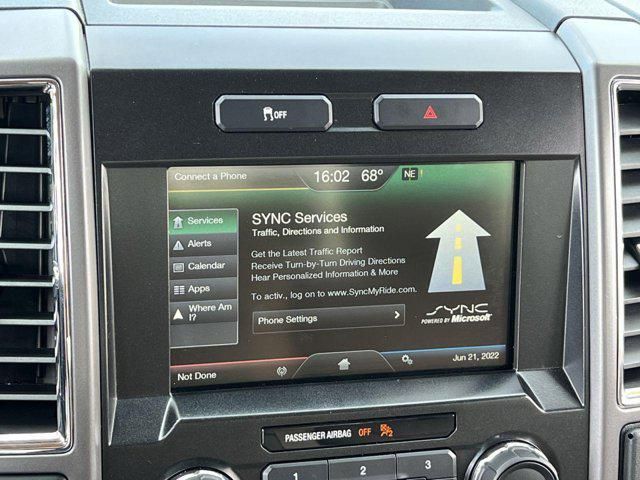 OFF
Connect a Phone 16:02 68° NE !
Services
Alerts
Calendar
Apps
Where Am I?
SYNC Services
Traffic, Directions and Information
Get the Latest Traffic Report
Receive Turn-by-Turn Driving Directions
Hear Personalized Information & More
To activ., log on to www.SyncMyRide.com.
Phone Settings >
SYNC
POWERED BY Microsoft
Not Done
Jun 21, 2022
PASSENGER AIRBAG OFF 2
1 2 3